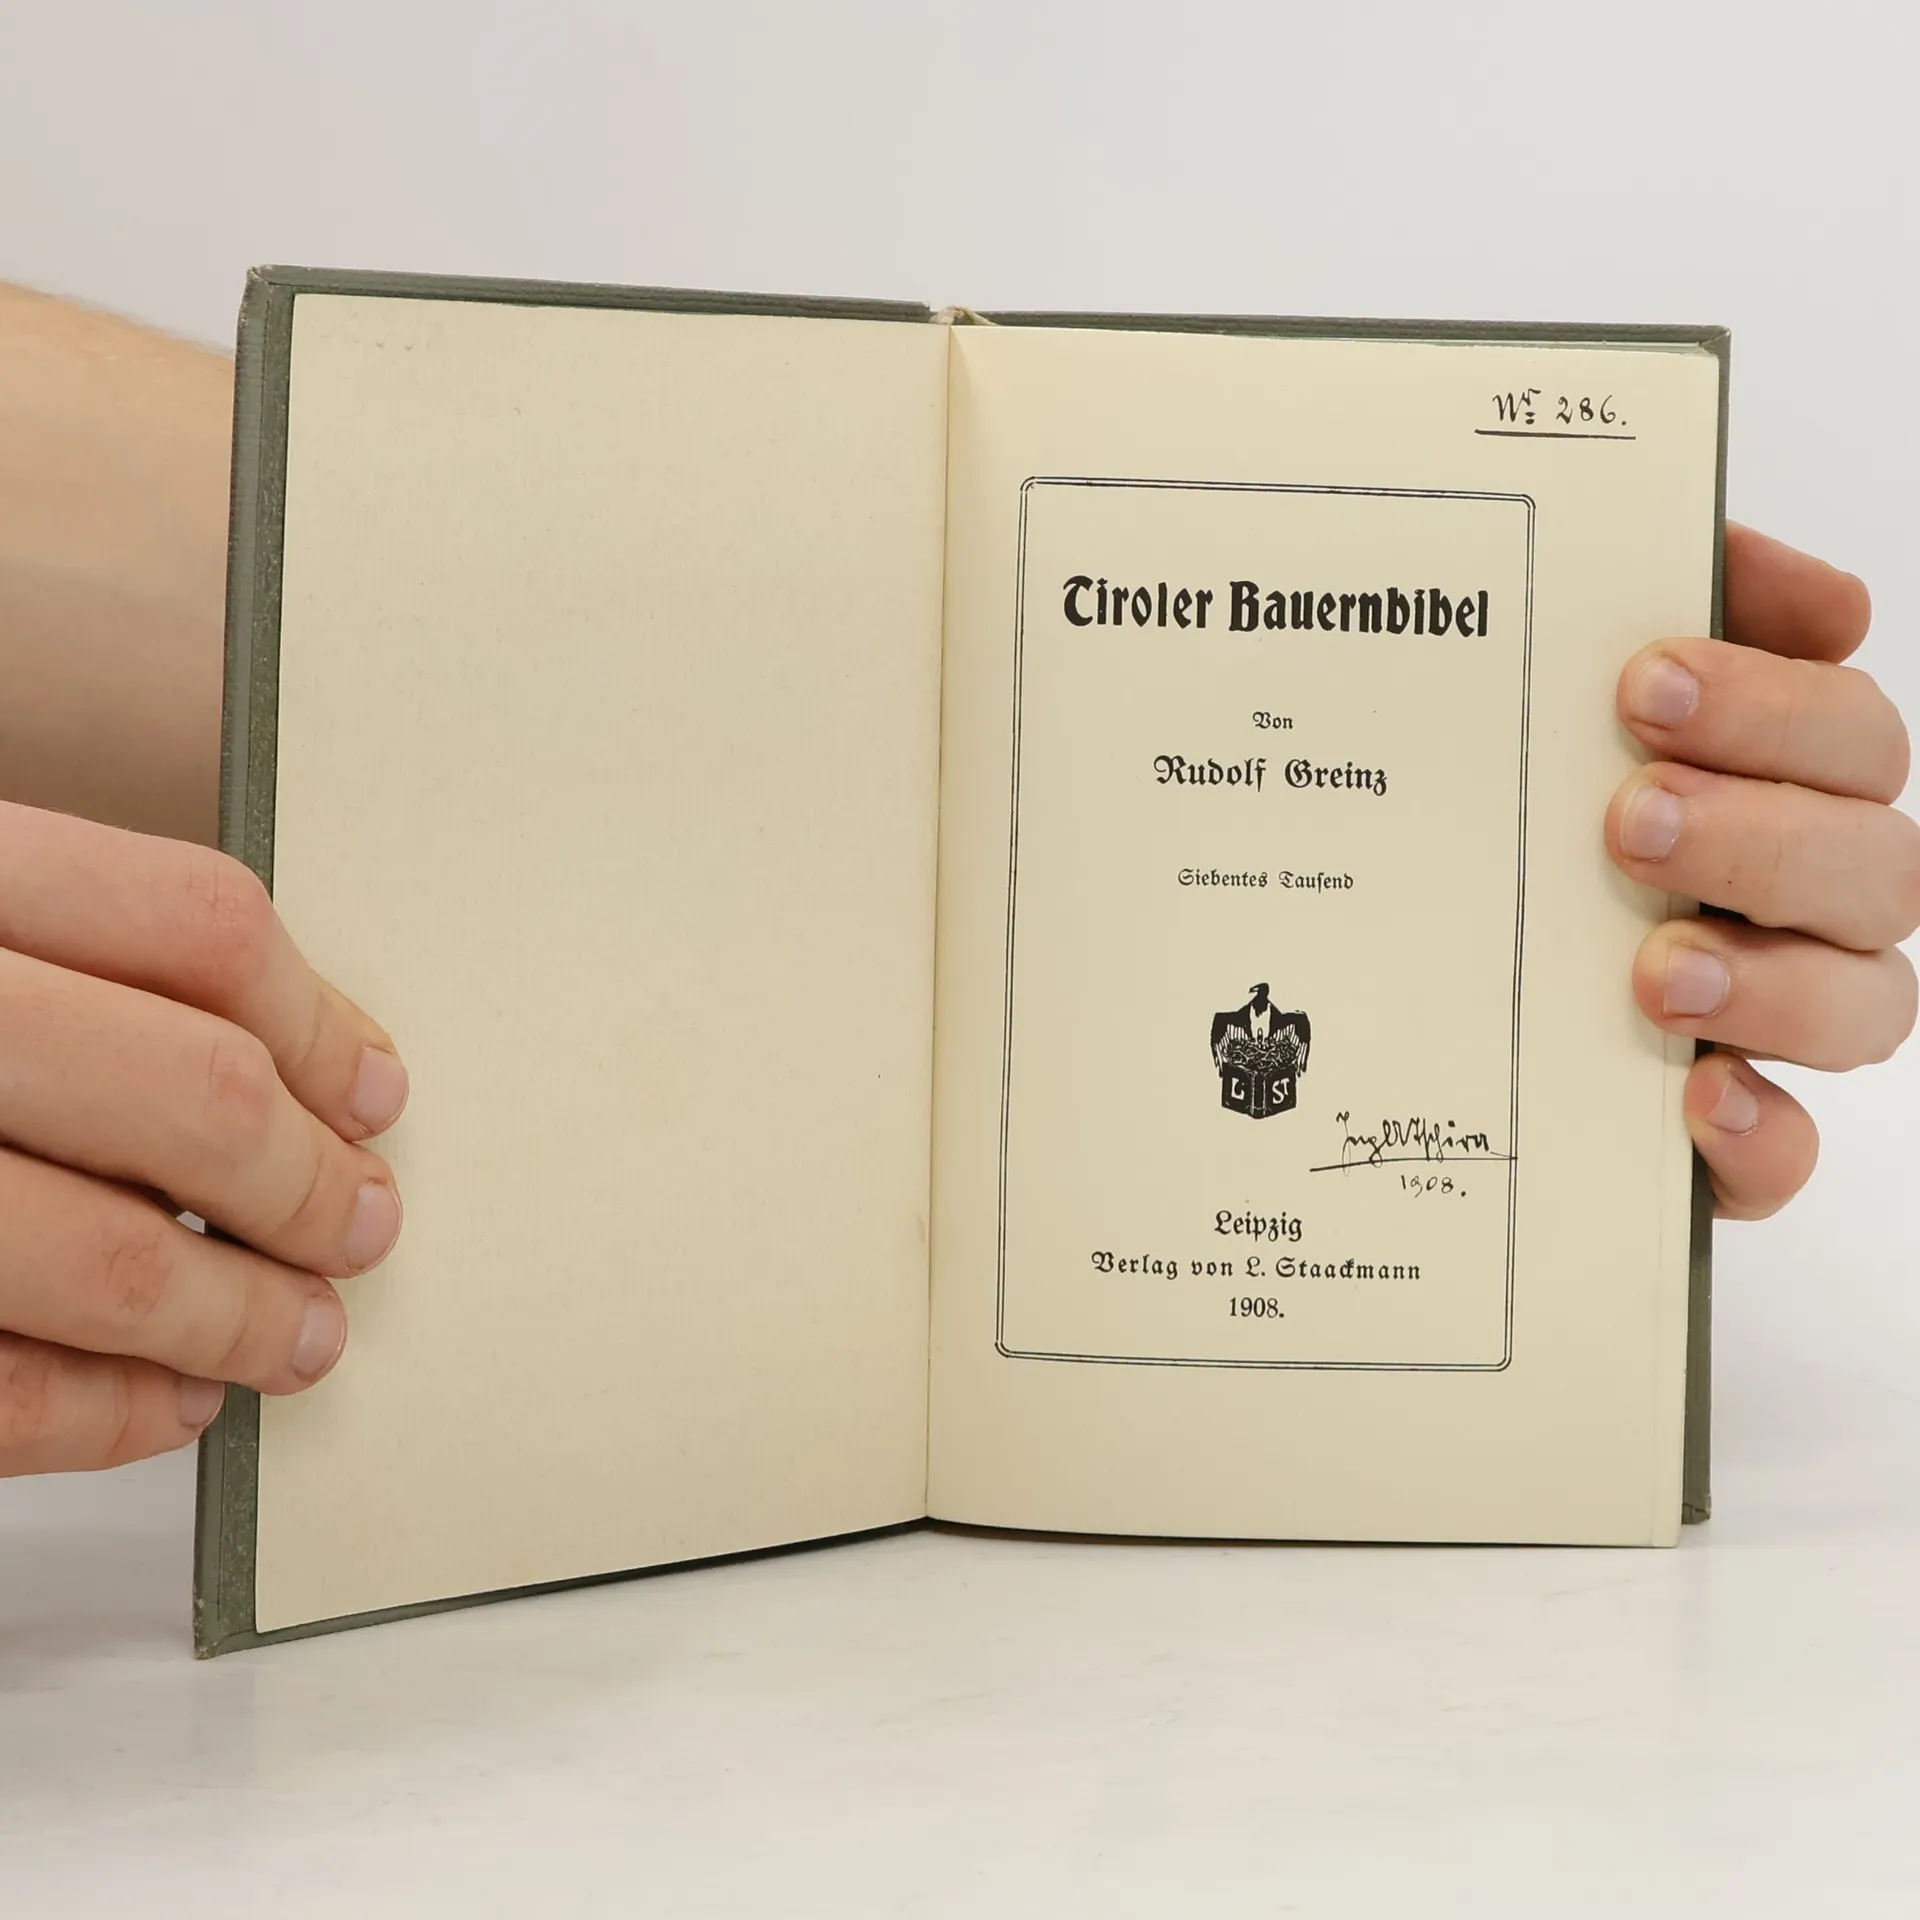 Nr 286.
Tiroler Bauernbibel
Von
Rudolf Greinz
Siebentes Tausend
L ST
1908.
Leipzig
Verlag von L. Staackmann
1908.